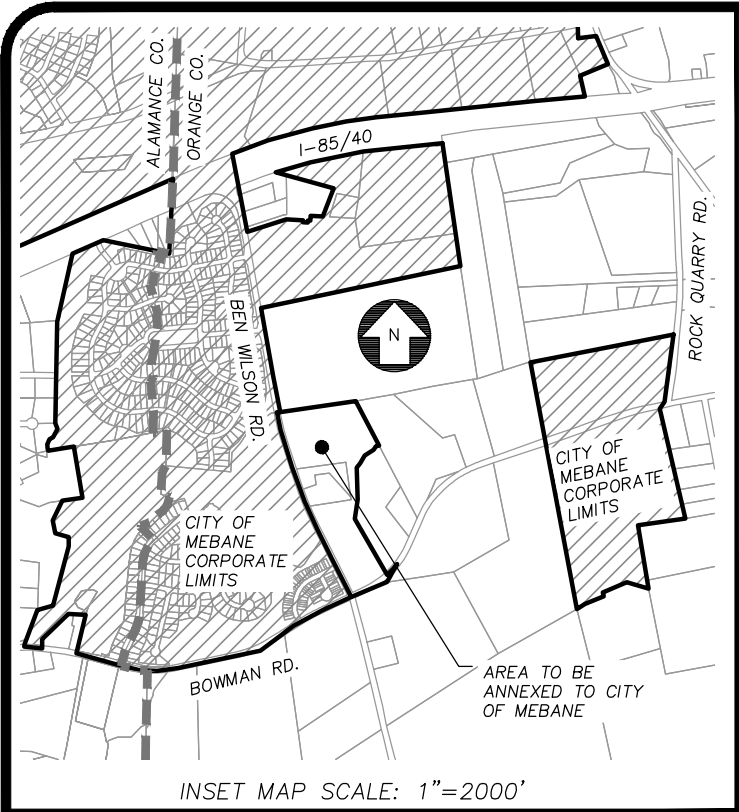 ALAMANCE CO.
ORANGE CO.
I-85/40
ROCK QUARRY RD.
BEN WILSON RD.
N
CITY OF
MEBANE
CORPORATE
LIMITS
CITY OF
MEBANE
CORPORATE
LIMITS
BOWMAN RD.
AREA TO BE
ANNEXED TO CITY
OF MEBANE
INSET MAP SCALE: 1"=2000'